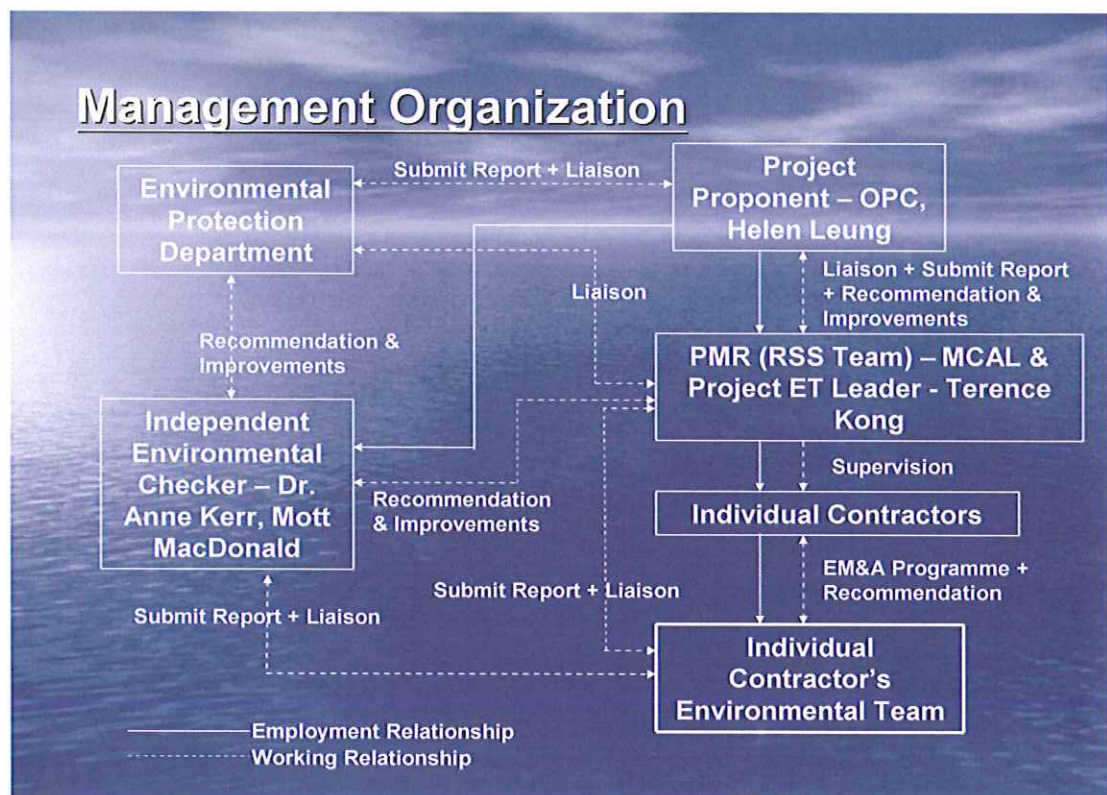 Management Organization
Environmental
Protection
Department
Submit Report + Liaison
Project
Proponent – OPC,
Helen Leung
Liaison
Liaison + Submit Report
+ Recommendation &
Improvements
Recommendation &
Improvements
PMR (RSS Team) – MCAL &
Project ET Leader - Terence
Kong
Independent
Environmental
Checker – Dr.
Anne Kerr, Mott
MacDonald
Recommendation
& Improvements
Supervision
Individual Contractors
Submit Report + Liaison
EM&A Programme +
Recommendation
Submit Report + Liaison
Individual
Contractor's
Environmental Team
Employment Relationship
Working Relationship